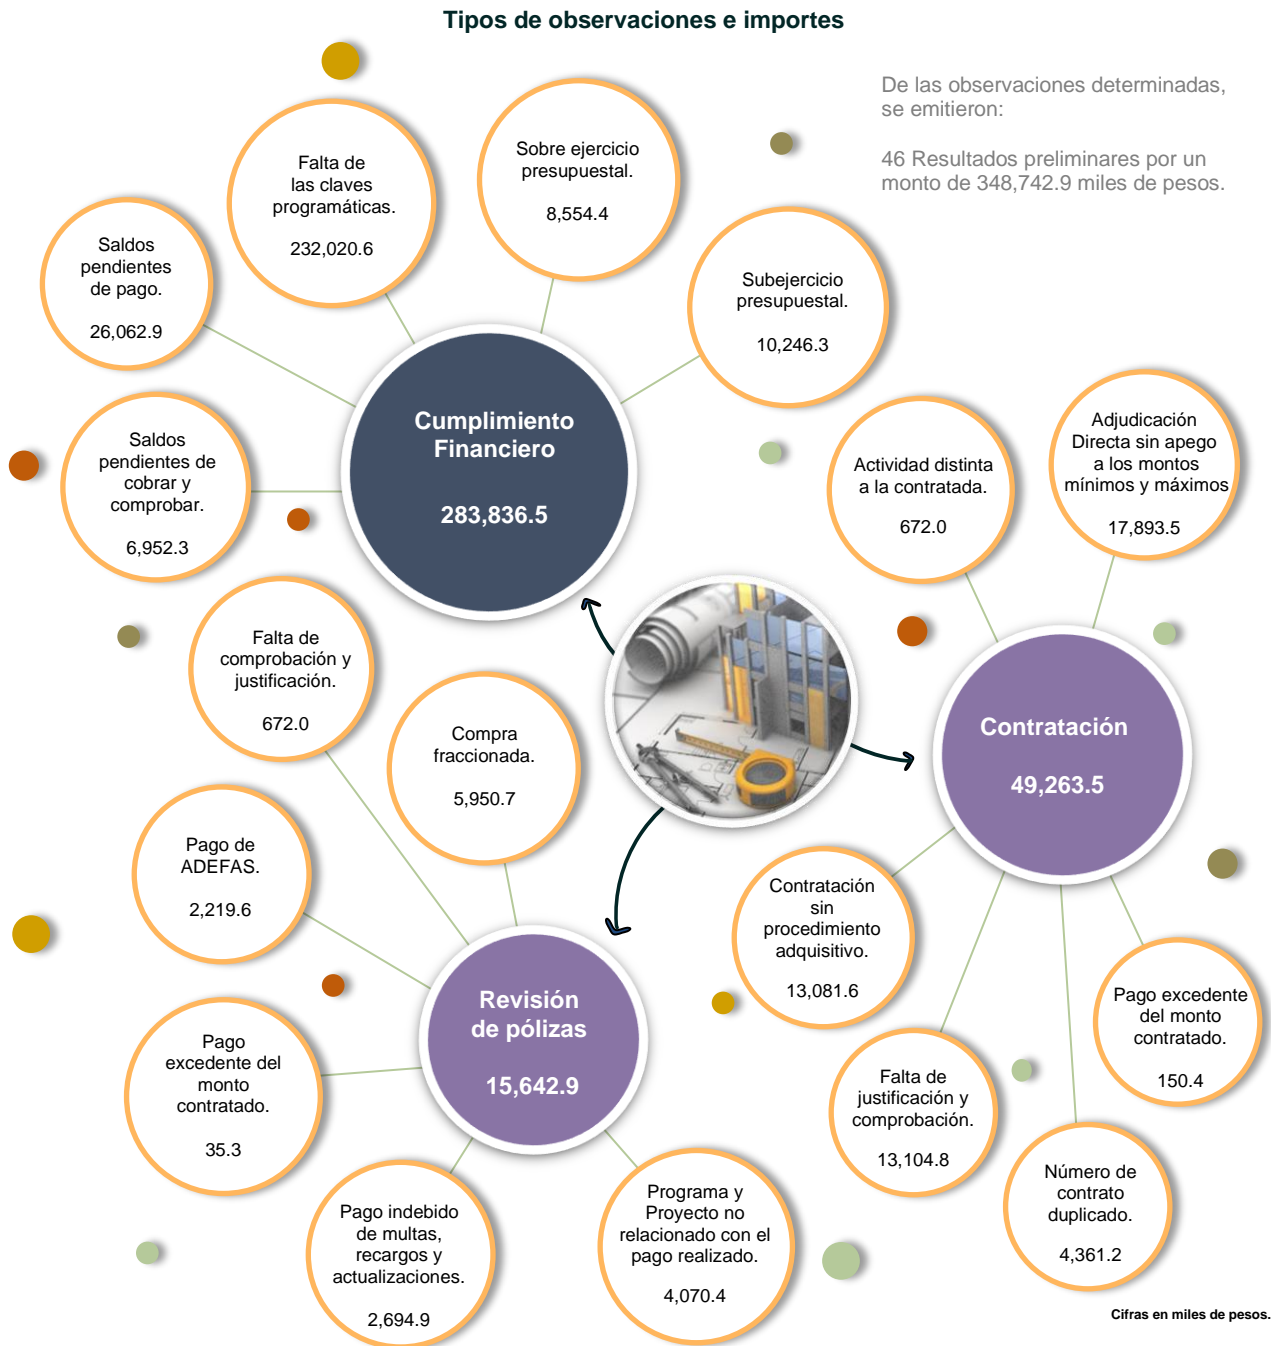 Tipos de observaciones e importes
De las observaciones determinadas,
se emitieron:
46 Resultados preliminares por un
monto de 348,742.9 miles de pesos.
Falta de
las claves
programáticas.
232,020.6
Sobre ejercicio
presupuestal.
8,554.4
Saldos
pendientes
de pago.
26,062.9
Subejercicio
presupuestal.
10,246.3
Cumplimiento
Financiero
283,836.5
Saldos
pendientes de
cobrar y
comprobar.
6,952.3
Actividad distinta
a la contratada.
672.0
Adjudicación
Directa sin apego
a los montos
mínimos y máximos
17,893.5
Falta de
comprobación y
justificación.
672.0
Compra
fraccionada.
5,950.7
Contratación
49,263.5
Pago de
ADEFAS.
2,219.6
Contratación
sin
procedimiento
adquisitivo.
13,081.6
Revisión
de pólizas
15,642.9
Pago excedente
del monto
contratado.
150.4
Pago
excedente del
monto
contratado.
35.3
Falta de
justificación y
comprobación.
13,104.8
Número de
contrato
duplicado.
4,361.2
Pago indebido
de multas,
recargos y
actualizaciones.
2,694.9
Programa y
Proyecto no
relacionado con el
pago realizado.
4,070.4
Cifras en miles de pesos.